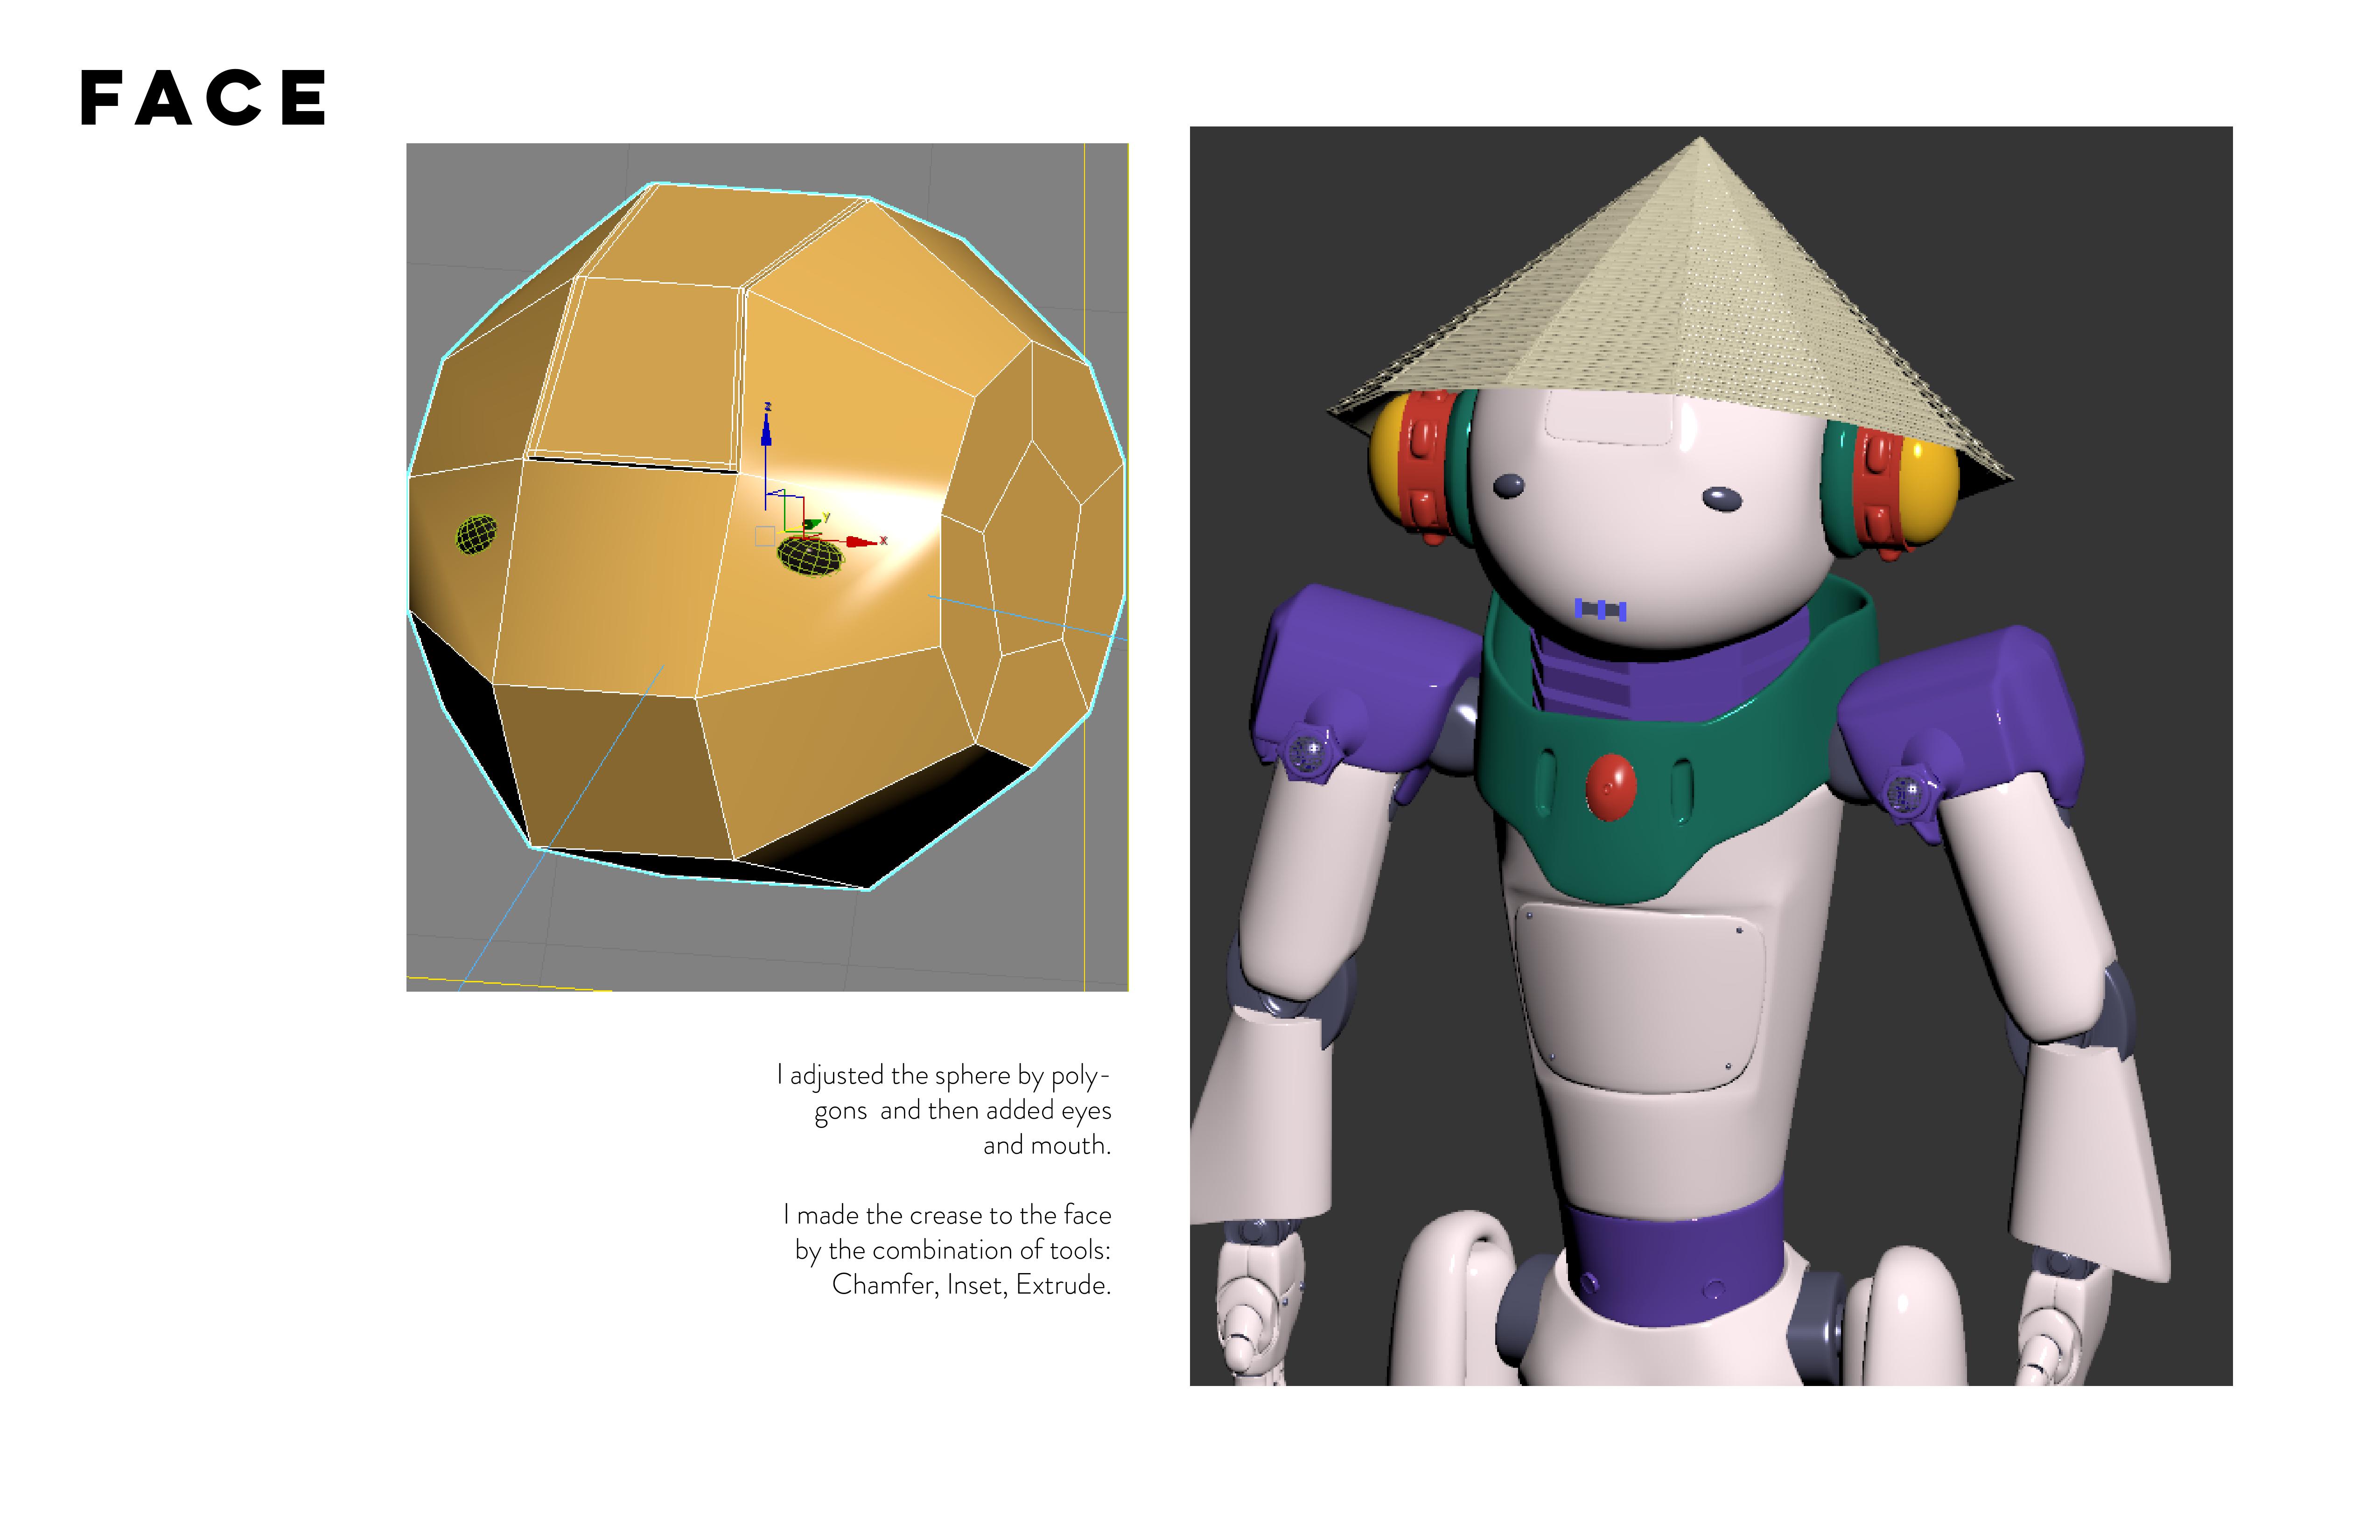 FACE
z
y
x
I adjusted the sphere by poly-
gons  and then added eyes
and mouth.
I made the crease to the face
by the combination of tools:
Chamfer, Inset, Extrude.